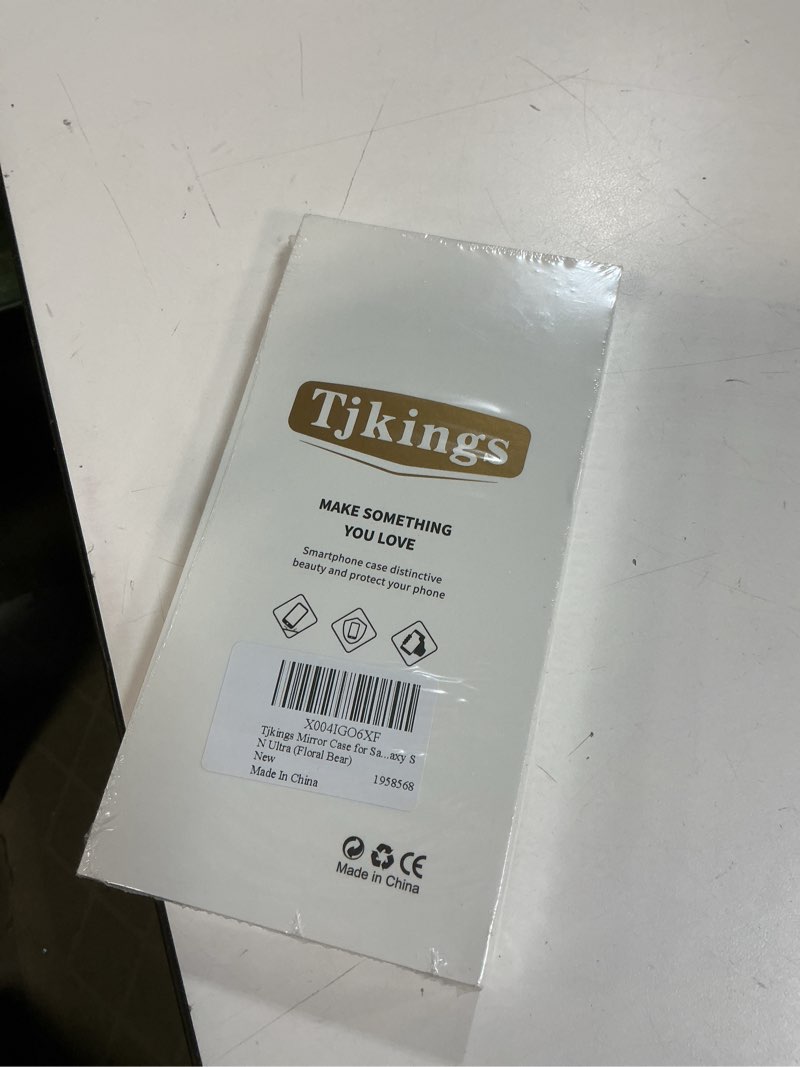 Tjkings
MAKE SOMETHING
YOU LOVE
Smartphone case distinctive
beauty and protect your phone
X004IGO6XF
Tjkings Mirror Case for Sa...axy S
N Ultra (Floral Bear)
New
Made In China 1958568
CE
Made in China